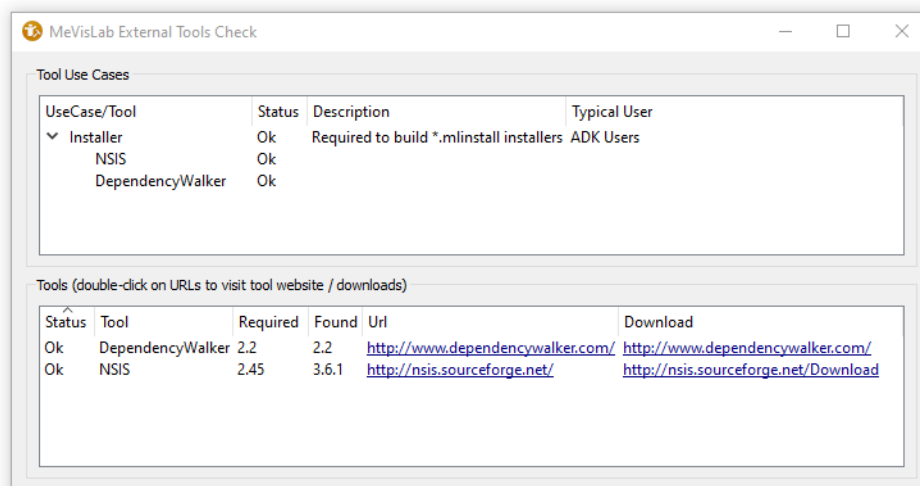 MeVisLab External Tools Check
Tool Use Cases
UseCase/Tool Status Description Typical User
Installer Ok Required to build *.mlinstall installers ADK Users
NSIS Ok
DependencyWalker Ok
Tools (double-click on URLs to visit tool website / downloads)
Status Tool Required Found Url Download
Ok DependencyWalker 2.2 2.2 http://www.dependencywalker.com/ http://www.dependencywalker.com/
Ok NSIS 2.45 3.6.1 http://nsis.sourceforge.net/ http://nsis.sourceforge.net/Download